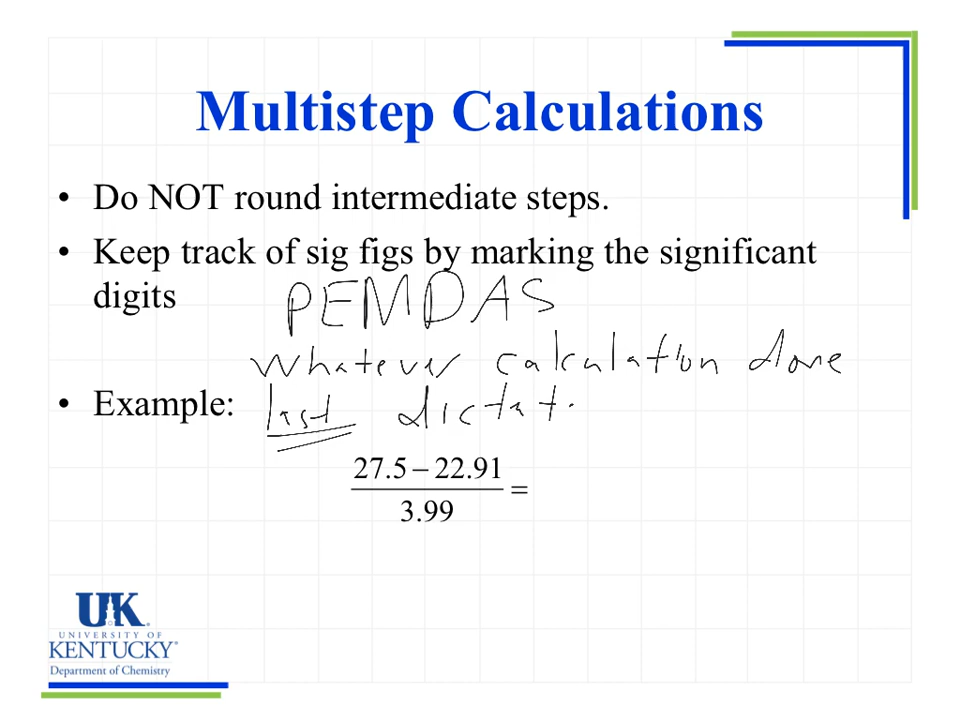 Multistep Calculations
• Do NOT round intermediate steps.
• Keep track of sig figs by marking the significant
digits
PEMDAS
Whatever calculation done
• Example:
last dictat
27.5 – 22.91
3.99
=
UK
UNIVERSITY OF
KENTUCKY
Department of Chemistry